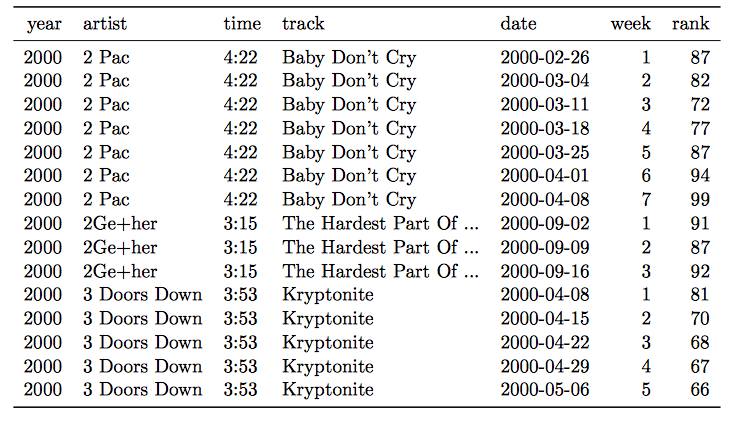 year artist time track date week rank
2000 2 Pac 4:22 Baby Don't Cry 2000-02-26 1 87
2000 2 Pac 4:22 Baby Don't Cry 2000-03-04 2 82
2000 2 Pac 4:22 Baby Don't Cry 2000-03-11 3 72
2000 2 Pac 4:22 Baby Don't Cry 2000-03-18 4 77
2000 2 Pac 4:22 Baby Don't Cry 2000-03-25 5 87
2000 2 Pac 4:22 Baby Don't Cry 2000-04-01 6 94
2000 2 Pac 4:22 Baby Don't Cry 2000-04-08 7 99
2000 2Ge+her 3:15 The Hardest Part Of ... 2000-09-02 1 91
2000 2Ge+her 3:15 The Hardest Part Of ... 2000-09-09 2 87
2000 2Ge+her 3:15 The Hardest Part Of ... 2000-09-16 3 92
2000 3 Doors Down 3:53 Kryptonite 2000-04-08 1 81
2000 3 Doors Down 3:53 Kryptonite 2000-04-15 2 70
2000 3 Doors Down 3:53 Kryptonite 2000-04-22 3 68
2000 3 Doors Down 3:53 Kryptonite 2000-04-29 4 67
2000 3 Doors Down 3:53 Kryptonite 2000-05-06 5 66